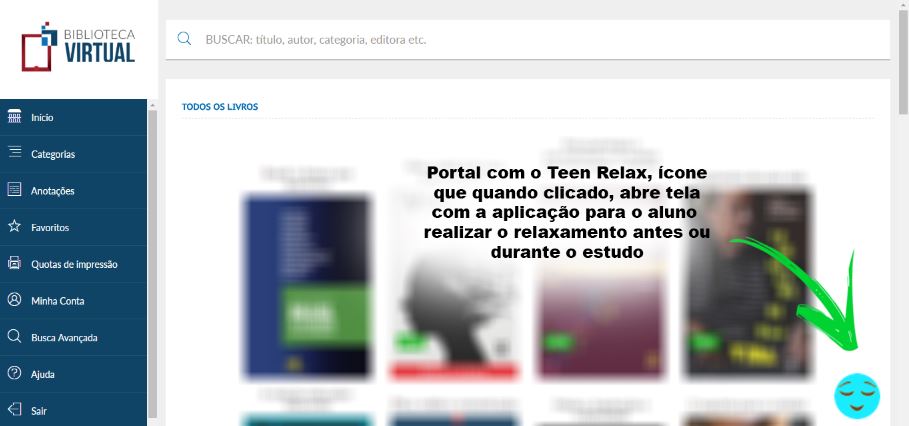 BIBLIOTECA
VIRTUAL
BUSCAR: título, autor, categoria, editora etc.
Início
Categorias
Anotações
Favoritos
Quotas de impressão
Minha Conta
Busca Avançada
Ajuda
Sair
TODOS OS LIVROS
Portal com o Teen Relax, ícone
que quando clicado, abre tela
com a aplicação para o aluno
realizar o relaxamento antes ou
durante o estudo